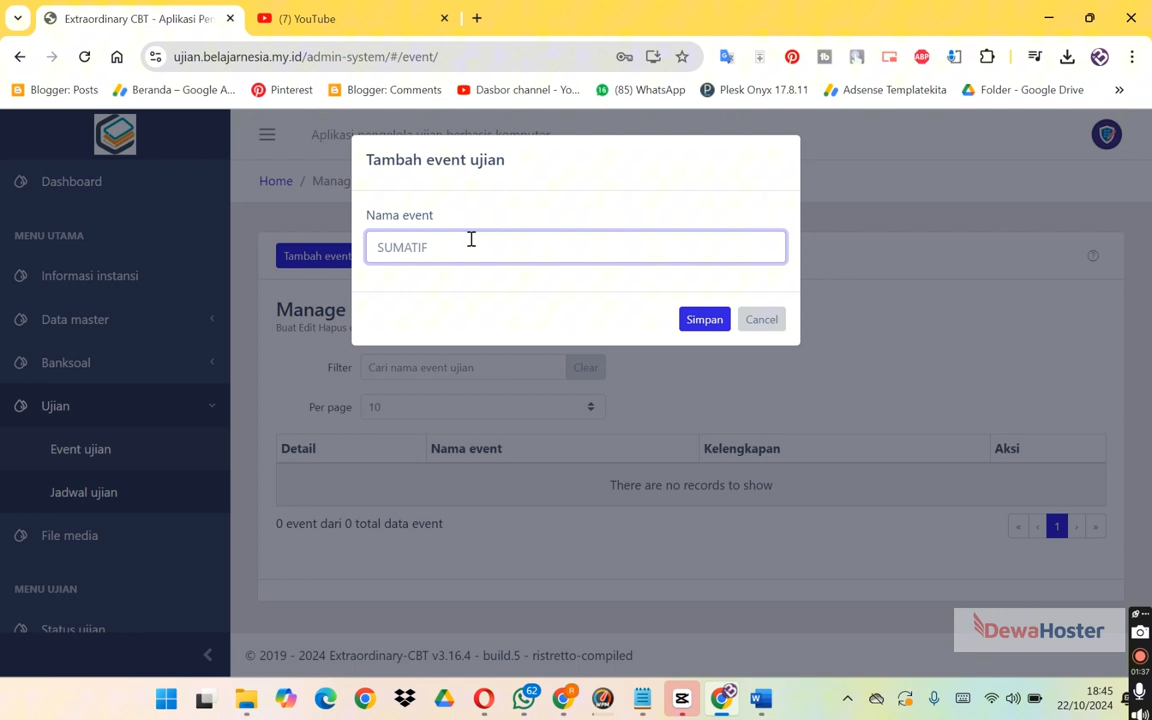 Extraordinary CBT - Aplikasi Pen
(7) YouTube
ujian.belajarnesia.my.id/admin-system/#/event/
Blogger: Posts
Beranda – Google A...
Pinterest
Blogger: Comments
Dasbor channel - Yo...
(85) WhatsApp
Plesk Onyx 17.8.11
Adsense Templatekita
Folder - Google Drive
Aplikasi pengelola ujian berbasis komputer
Tambah event ujian
Dashboard
Home / Manag
Nama event
MENU UTAMA
SUMATIF
Tambah event
Informasi instansi
Manage
Simpan
Cancel
Data master
Buat Edit Hapus
Banksoal
Filter
Cari nama event ujian
Clear
Ujian
Per page
10
Event ujian
Detail
Nama event
Kelengkapan
Aksi
There are no records to show
Jadwal ujian
0 event dari 0 total data event
« ‹ 1 › »
File media
MENU UJIAN
Status ujian
DewaHoster
© 2019 - 2024 Extraordinary-CBT v3.16.4 - build.5 - ristretto-compiled
01:37
62
18:45
22/10/2024